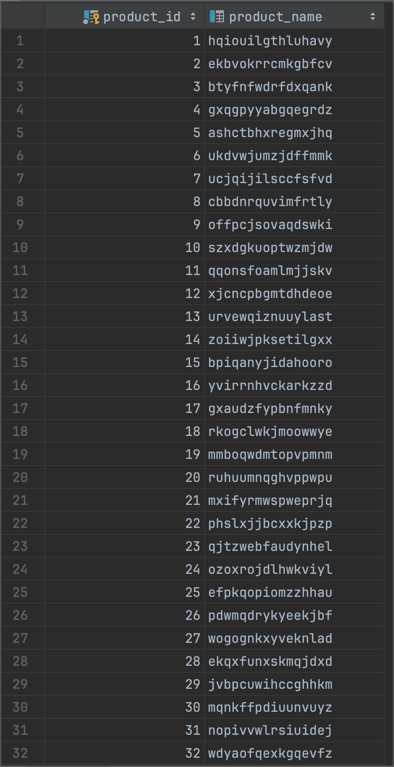 product_id product_name
1 1 hqiouilgthluhavy
2 2 ekbvokrrcmkgbfcv
3 3 btyfnfwdrfdxqank
4 4 gxqgpyyabgqegrdz
5 5 ashctbhxregmxjhq
6 6 ukdvwjumzjdffmmk
7 7 ucjqijilsccfsfvd
8 8 cbbdnrquvimfrtly
9 9 offpcjsovaqdswki
10 10 szxdgkuoptwzmjdw
11 11 qqonsfoamlmjjskv
12 12 xjcncpbgmtdhdeoe
13 13 urvewqiznuuylast
14 14 zoiiwjpksetilgxx
15 15 bpiqanyjidahooro
16 16 yvirrnhvckarkzzd
17 17 gxaudzfypbnfmnky
18 18 rkogclwkjmoowwye
19 19 mmboqwdmtopvpmnm
20 20 ruhuumnqghvppwpu
21 21 mxifyrmwspweprjq
22 22 phslxjjbcxxkjpzp
23 23 qjtzwebfaudynhel
24 24 ozoxrojdlhwkviyl
25 25 efpkqopiomzzhhau
26 26 pdwmqdrykyeekjbf
27 27 wogognkxyveknlad
28 28 ekqxfunxskmqjdxd
29 29 jvbpcuwihccghhkm
30 30 mqnkffpdiuunvuyz
31 31 nopivvwlrsiuidej
32 32 wdyaofqexkgqevfz